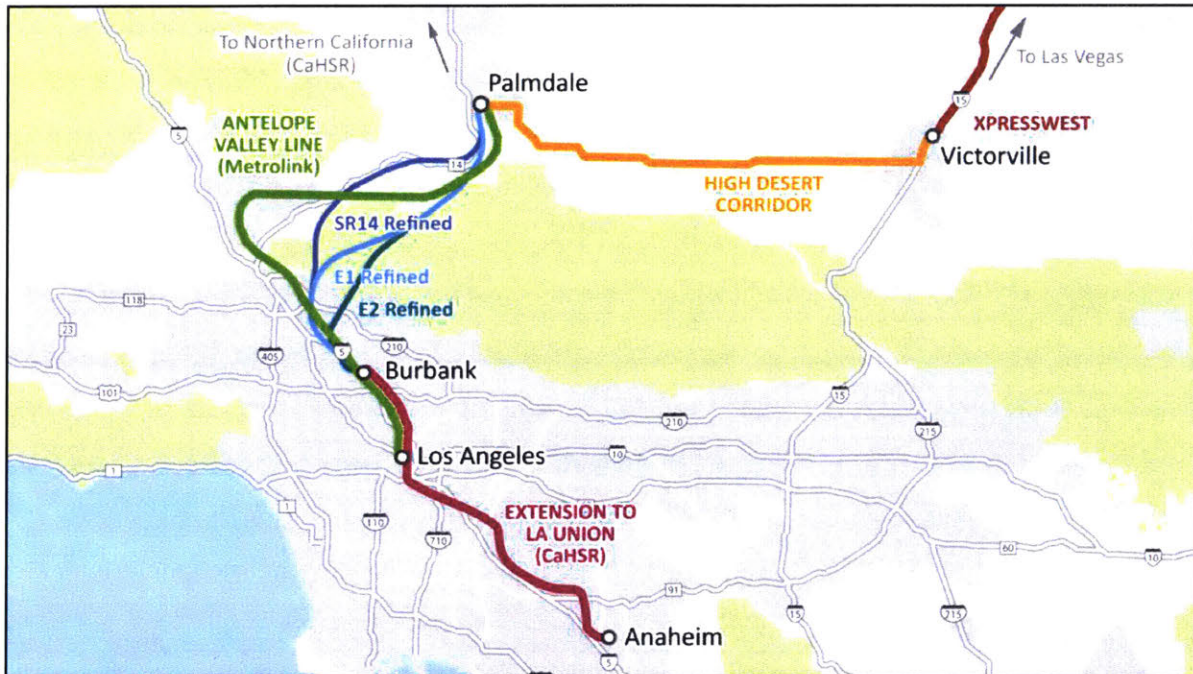 To Northern California
(CaHSR)
To Las Vegas
Palmdale
15
ANTELOPE
VALLEY LINE
(Metrolink)
5
XPRESSWEST
Victorville
14
HIGH DESERT
CORRIDOR
SR14 Refined
E1 Refined
118
E2 Refined
23
5
210
405
Burbank
101
15
210
215
Los Angeles
10
1
EXTENSION TO
LA UNION
(CaHSR)
1
110
710
60
10
91
15
215
Anaheim
5